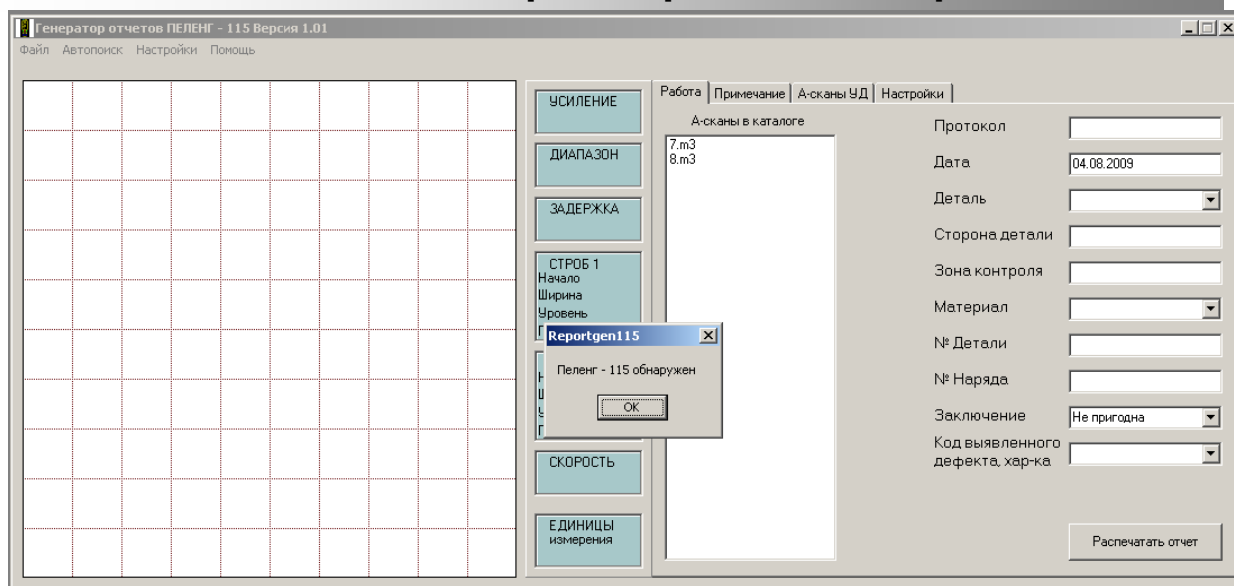 Генератор отчетов ПЕЛЕНГ - 115 Версия 1.01
Файл Автопоиск Настройки Помощь
УСИЛЕНИЕ
ДИАПАЗОН
ЗАДЕРЖКА
СТРОБ 1
Начало
Ширина
Уровень
СКОРОСТЬ
ЕДИНИЦЫ
измерения
Работа Примечание А-сканы УД Настройки
А-сканы в каталоге
7.m3
8.m3
Reportgen115
Пеленг - 115 обнаружен
OK
Протокол
Дата 04.08.2009
Деталь
Сторона детали
Зона контроля
Материал
№ Детали
№ Наряда
Заключение Не пригодна
Код выявленного
дефекта, хар-ка
Распечатать отчет